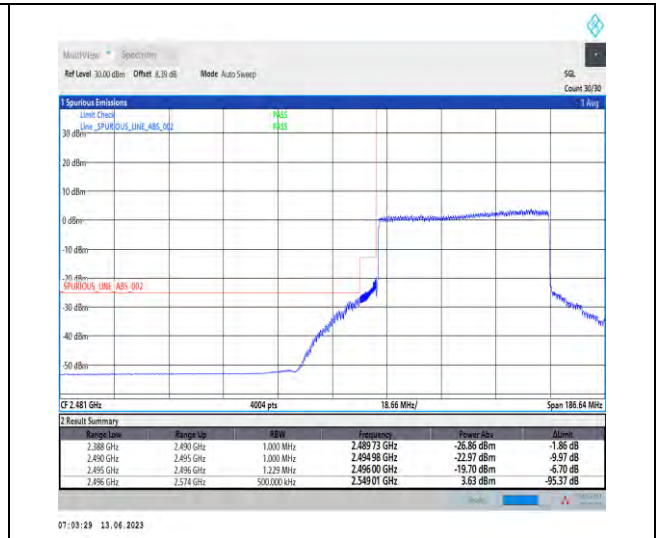 MultiView Spectrum
Ref Level 30.00 dBm Offset 8.39 dB Mode Auto Sweep SGL
Count 30/30
1 Spurious Emissions 1 Avg
Limit Check PASS
Line _SPURIOUS_LINE_ABS_002 PASS
30 dBm
20 dBm
10 dBm
0 dBm
-10 dBm
-20 dBm
SPURIOUS_LINE_ABS_002
-30 dBm
-40 dBm
-50 dBm
CF 2.481 GHz 4004 pts 18.66 MHz/ Span 186.64 MHz
2 Result Summary
Range Low Range Up RBW Frequency Power Abs ΔLimit
2.388 GHz 2.490 GHz 1.000 MHz 2.489 73 GHz -26.86 dBm -1.86 dB
2.490 GHz 2.495 GHz 1.000 MHz 2.494 98 GHz -22.97 dBm -9.97 dB
2.495 GHz 2.496 GHz 1.229 MHz 2.496 00 GHz -19.70 dBm -6.70 dB
2.496 GHz 2.574 GHz 500.000 kHz 2.549 01 GHz 3.63 dBm -95.37 dB
07:03:29 13.06.2023